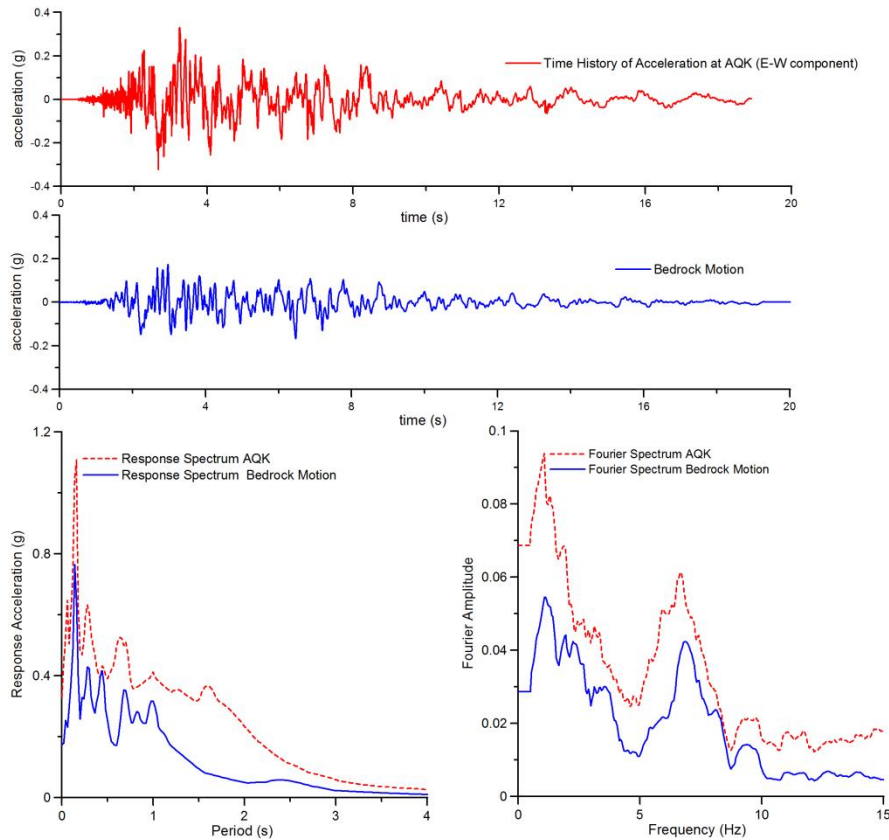 0.4
0.2
0
-0.2
-0.4
acceleration (g)
Time History of Acceleration at AQK (E-W component)
0 4 8 12 16 20
time (s)
0.4
0.2
0
-0.2
-0.4
acceleration (g)
Bedrock Motion
0 4 8 12 16 20
time (s)
1.2
0.8
0.4
0
Response Acceleration (g)
Response Spectrum AQK
Response Spectrum Bedrock Motion
0 1 2 3 4
Period (s)
0.1
0.08
0.06
0.04
0.02
0
Fourier Amplitude
Fourier Spectrum AQK
Fourier Spectrum Bedrock Motion
0 5 10 15
Frequency (Hz)